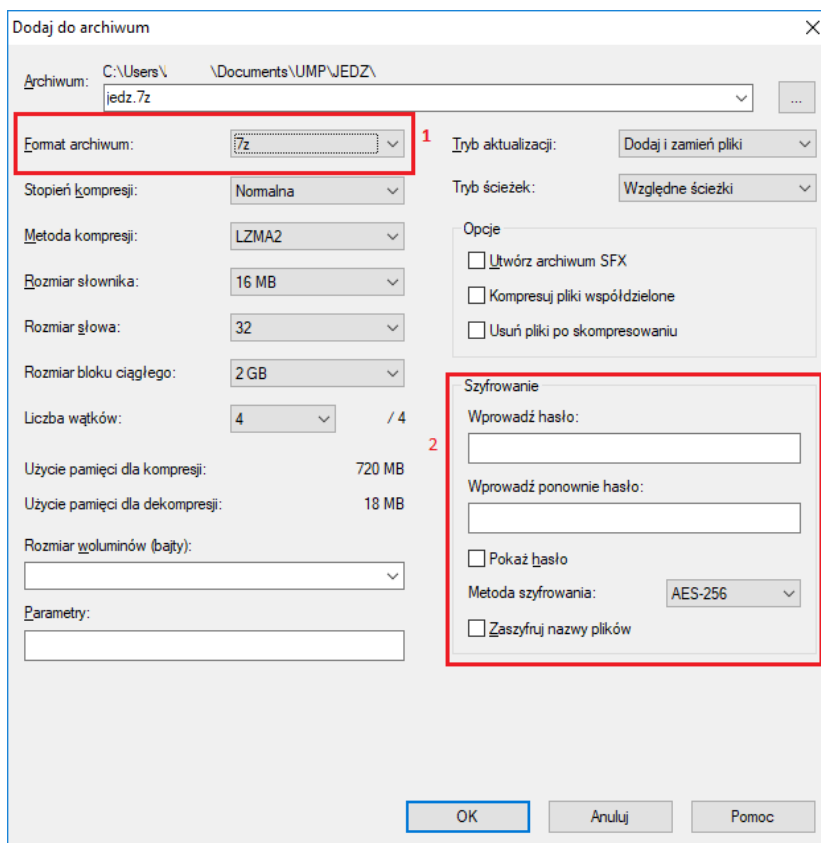 Dodaj do archiwum
Archiwum:
C:\Users\. \Documents\UMP\JEDZ\
jedz.7z
...
Format archiwum: 7z
1
Stopień kompresji: Normalna
Metoda kompresji: LZMA2
Rozmiar słownika: 16 MB
Rozmiar słowa: 32
Rozmiar bloku ciągłego: 2 GB
Liczba wątków: 4 / 4
Użycie pamięci dla kompresji: 720 MB
Użycie pamięci dla dekompresji: 18 MB
Rozmiar woluminów (bajty):
Parametry:
Tryb aktualizacji: Dodaj i zamień pliki
Tryb ścieżek: Względne ścieżki
Opcje
Utwórz archiwum SFX
Kompresuj pliki współdzielone
Usuń pliki po skompresowaniu
2
Szyfrowanie
Wprowadź hasło:
Wprowadź ponownie hasło:
Pokaż hasło
Metoda szyfrowania: AES-256
Zaszyfruj nazwy plików
OK Anuluj Pomoc